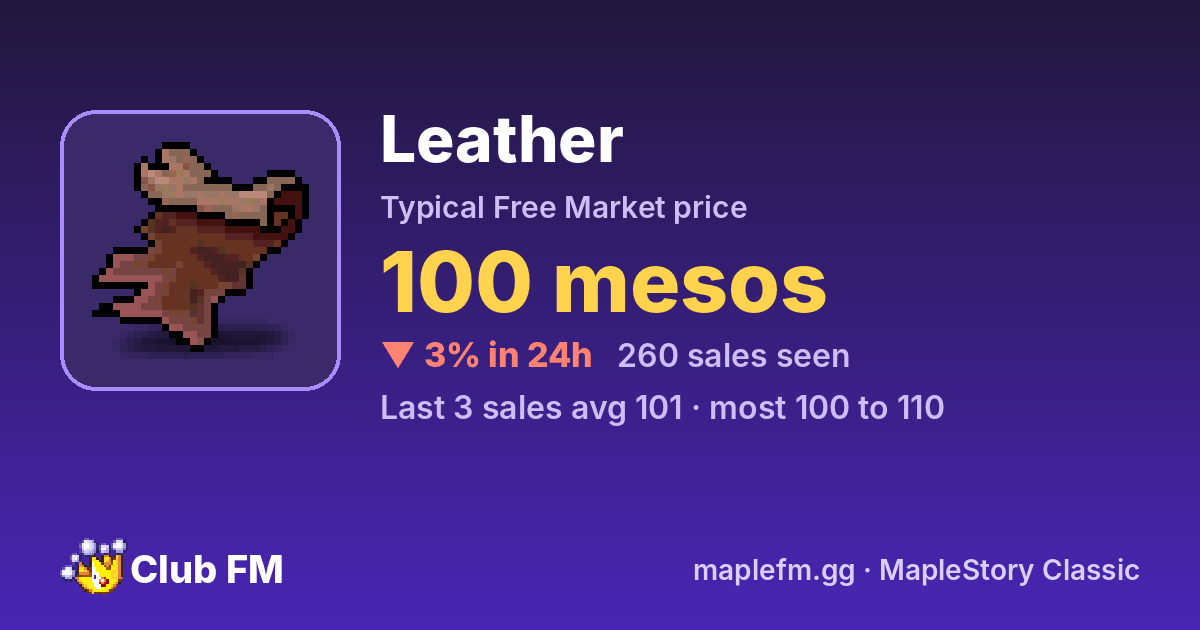 Leather
Typical Free Market price
100 mesos
▼ 3% in 24h 260 sales seen
Last 3 sales avg 101 · most 100 to 110
Club FM
maplefm.gg · MapleStory Classic